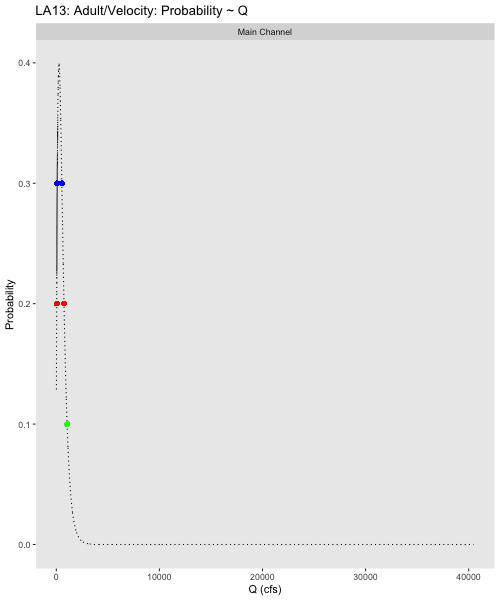 LA13: Adult/Velocity: Probability ~ Q
Main Channel
Probability
0.4
0.3
0.2
0.1
0.0
0
10000
20000
30000
40000
Q (cfs)